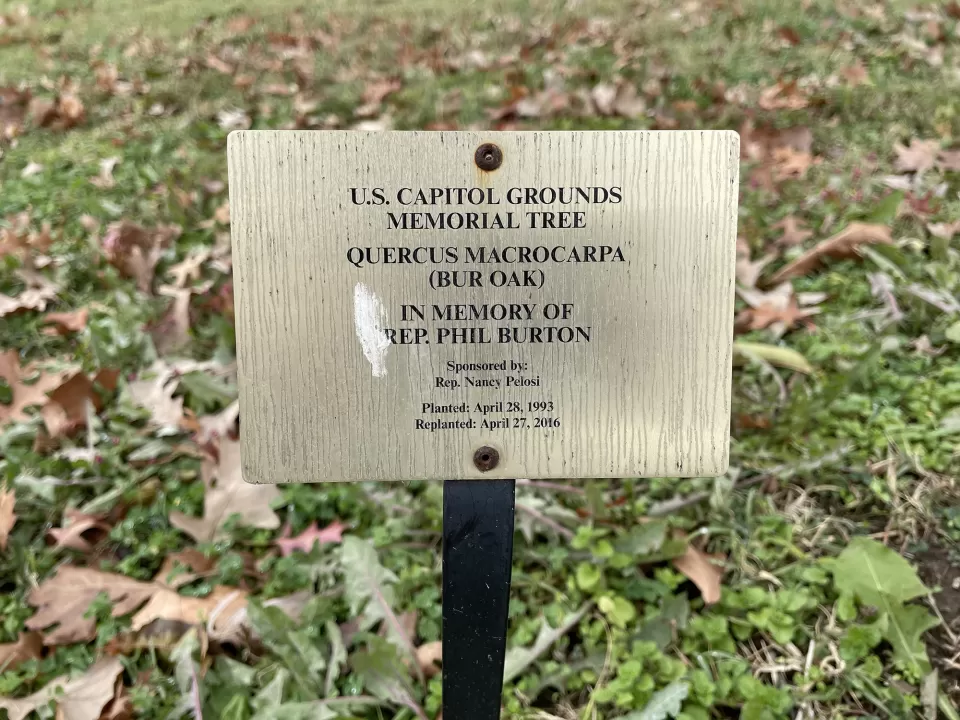 U.S. CAPITOL GROUNDS
MEMORIAL TREE
QUERCUS MACROCARPA
(BUR OAK)
IN MEMORY OF
REP. PHIL BURTON
Sponsored by:
Rep. Nancy Pelosi
Planted: April 28, 1993
Replanted: April 27, 2016